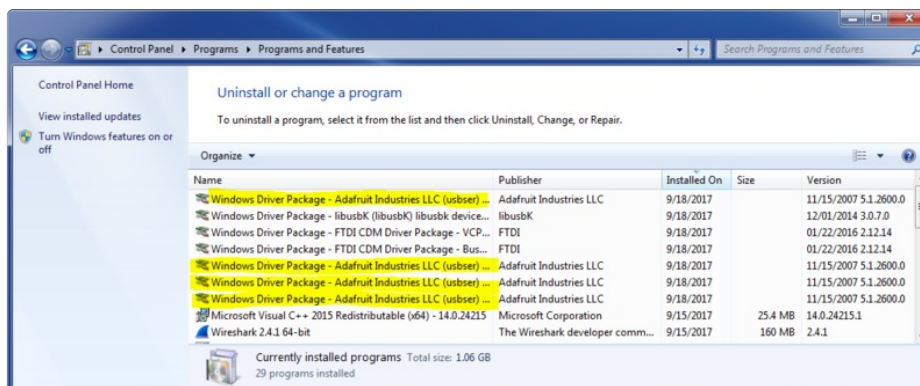 Control Panel ▸ Programs ▸ Programs and Features
Search Programs and Features
Control Panel Home
View installed updates
Turn Windows features on or
off
Uninstall or change a program
To uninstall a program, select it from the list and then click Uninstall, Change, or Repair.
Organize
Name Publisher Installed On Size Version
Windows Driver Package - Adafruit Industries LLC (usbser) ... Adafruit Industries LLC 9/18/2017 11/15/2007 5.1.2600.0
Windows Driver Package - libusbK (libusbK) libusbk device... libusbK 9/18/2017 12/01/2014 3.0.7.0
Windows Driver Package - FTDI CDM Driver Package - VCP... FTDI 9/18/2017 01/22/2016 2.12.14
Windows Driver Package - FTDI CDM Driver Package - Bus... FTDI 9/18/2017 01/22/2016 2.12.14
Windows Driver Package - Adafruit Industries LLC (usbser) ... Adafruit Industries LLC 9/18/2017 11/15/2007 5.1.2600.0
Windows Driver Package - Adafruit Industries LLC (usbser) ... Adafruit Industries LLC 9/18/2017 11/15/2007 5.1.2600.0
Windows Driver Package - Adafruit Industries LLC (usbser) ... Adafruit Industries LLC 9/18/2017 11/15/2007 5.1.2600.0
Microsoft Visual C++ 2015 Redistributable (x64) - 14.0.24215 Microsoft Corporation 9/15/2017 25.4 MB 14.0.24215.1
Wireshark 2.4.1 64-bit The Wireshark developer comm... 9/15/2017 160 MB 2.4.1
Currently installed programs Total size: 1.06 GB
29 programs installed